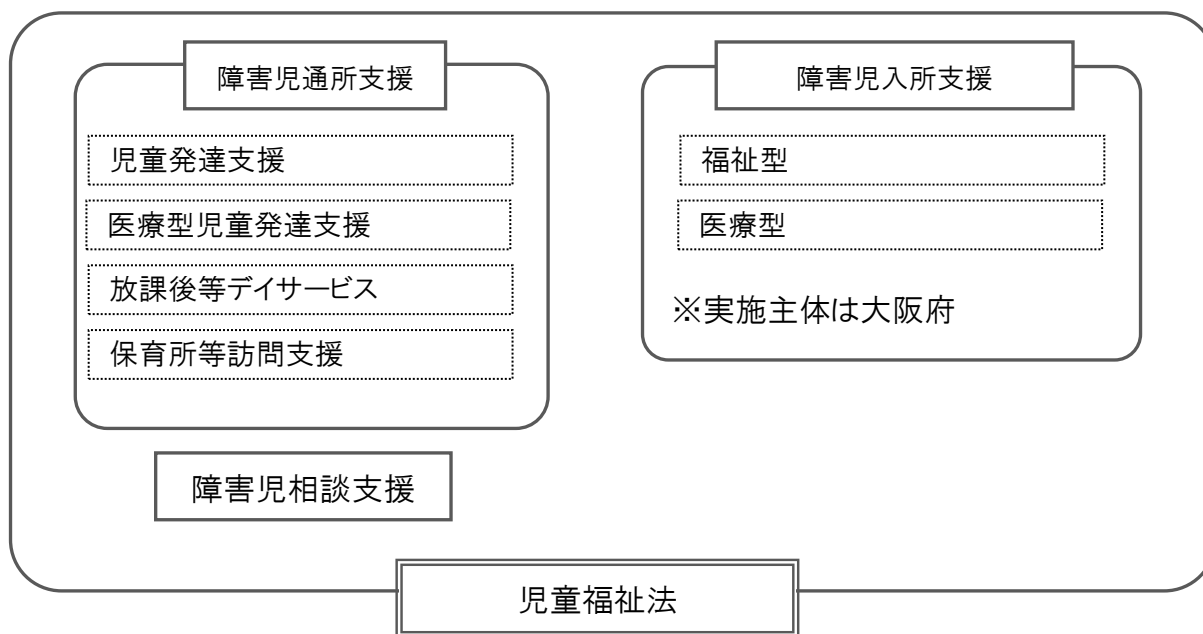 障害児通所支援
児童発達支援
医療型児童発達支援
放課後等デイサービス
保育所等訪問支援
障害児入所支援
福祉型
医療型
※実施主体は大阪府
障害児相談支援
児童福祉法